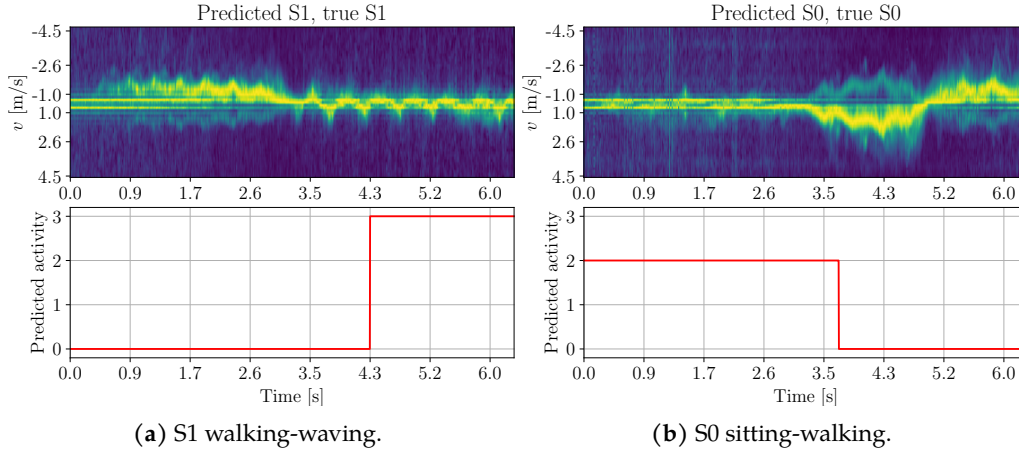 Predicted S1, true S1
-4.5
-2.6
-1.0
1.0
2.6
4.5
v [m/s]
0.0 0.9 1.7 2.6 3.5 4.3 5.2 6.0
3
2
1
0
Predicted activity
0.0 0.9 1.7 2.6 3.5 4.3 5.2 6.0
Time [s]
(a) S1 walking-waving.
Predicted S0, true S0
-4.5
-2.6
-1.0
1.0
2.6
4.5
v [m/s]
0.0 0.9 1.7 2.6 3.5 4.3 5.2 6.0
3
2
1
0
Predicted activity
0.0 0.9 1.7 2.6 3.5 4.3 5.2 6.0
Time [s]
(b) S0 sitting-walking.